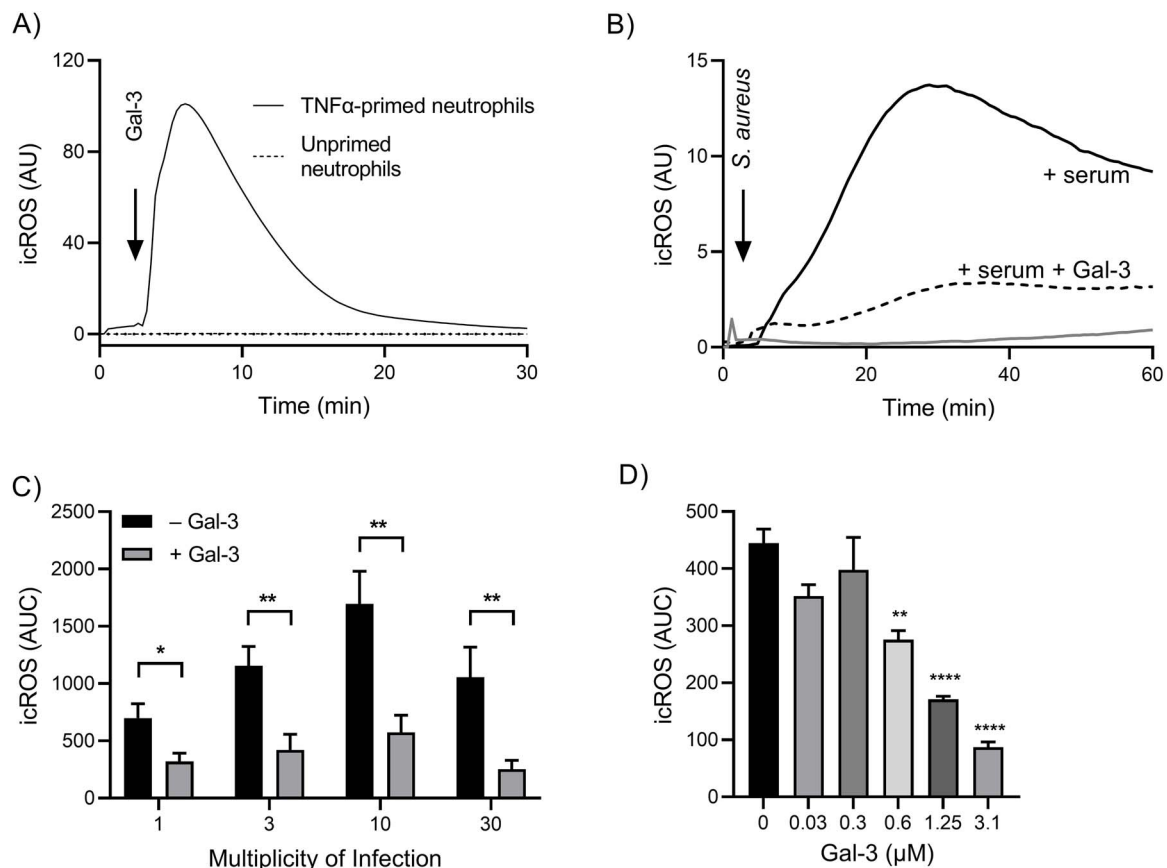 A)
120
80
40
0
icROS (AU)
Gal-3
TNFα-primed neutrophils
Unprimed
neutrophils
0 10 20 30
Time (min)
B)
15
10
5
0
icROS (AU)
S. aureus
+ serum
+ serum + Gal-3
0 20 40 60
Time (min)
C)
2500
2000
1500
1000
500
0
icROS (AUC)
– Gal-3
+ Gal-3
* ** ** **
1 3 10 30
Multiplicity of Infection
D)
500
400
300
200
100
0
icROS (AUC)
** **** ****
0 0.03 0.3 0.6 1.25 3.1
Gal-3 (µM)